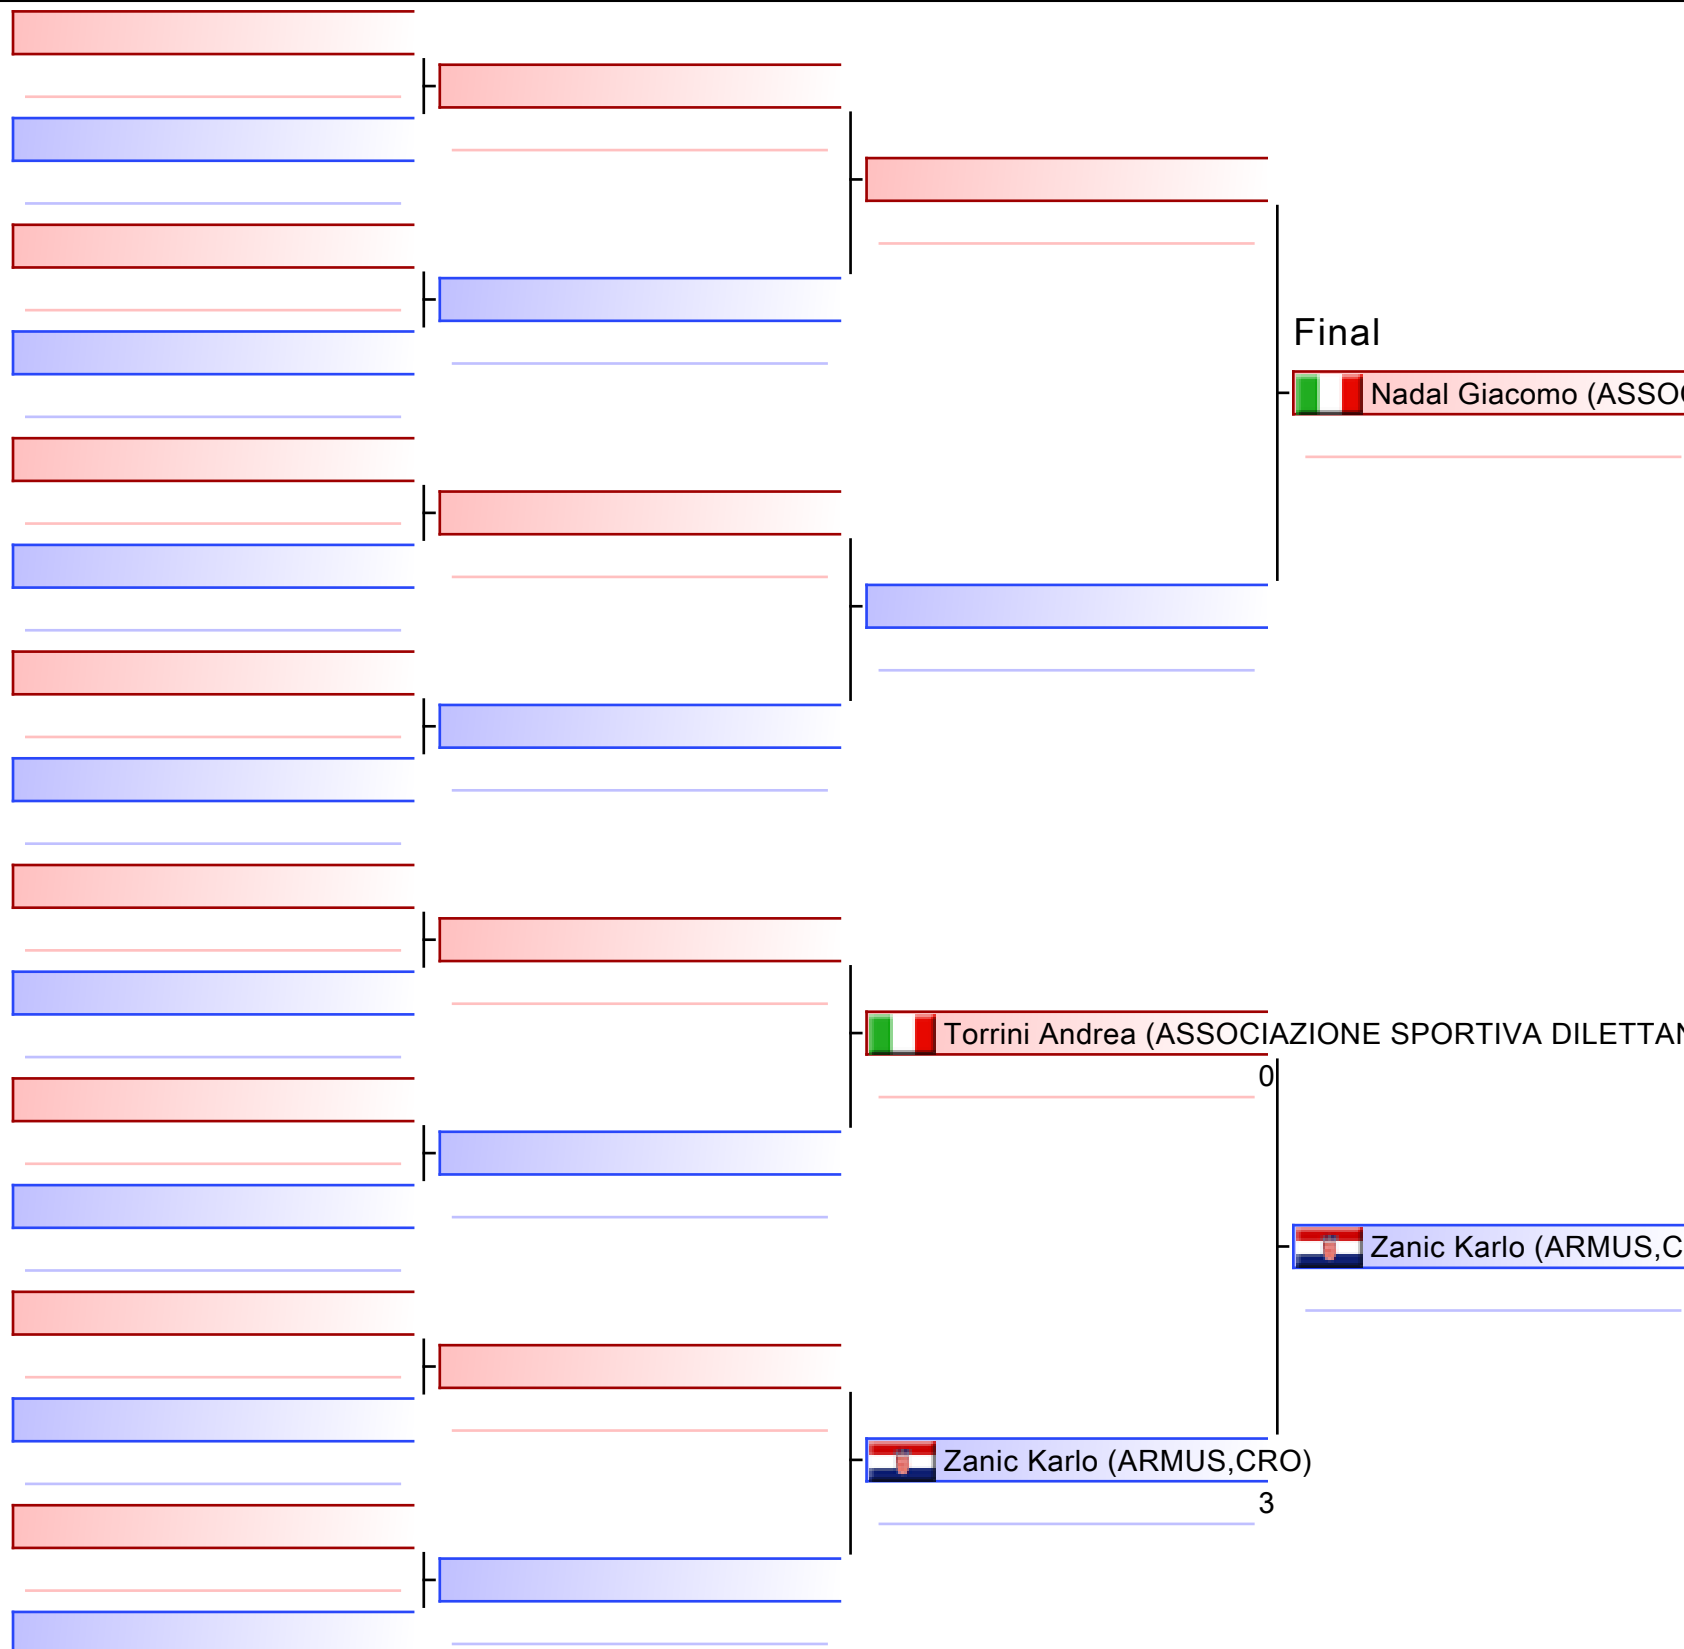 Final
Nadal Giacomo (ASSO
Torrini Andrea (ASSOCIAZIONE SPORTIVA DILETTAN
0
Zanic Karlo (ARMUS,C
Zanic Karlo (ARMUS,CRO)
3